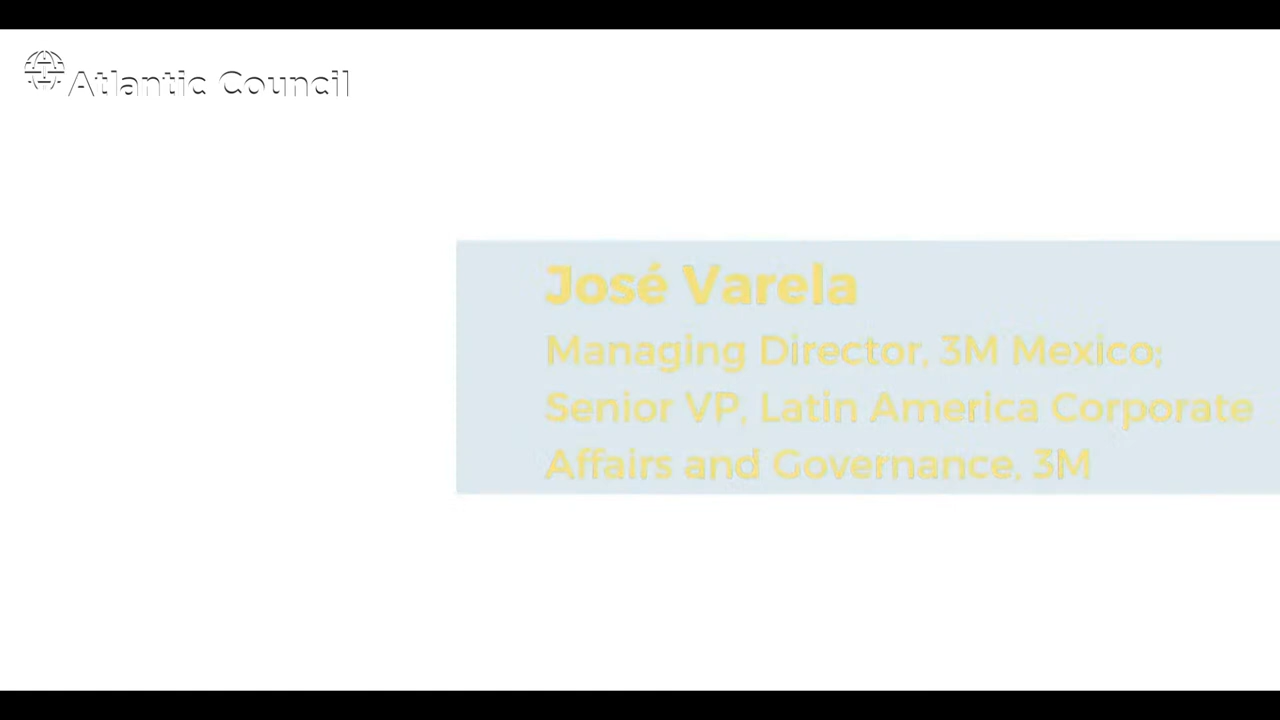 Atlantic Council
José Varela
Managing Director, 3M Mexico;
Senior VP, Latin America Corporate
Affairs and Governance, 3M